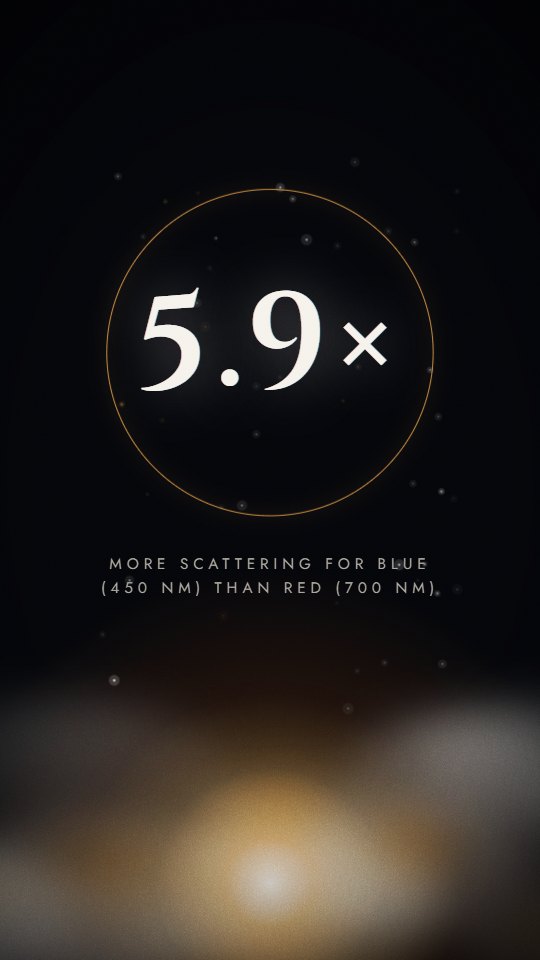 5.9×
MORE SCATTERING FOR BLUE
(450 NM) THAN RED (700 NM)